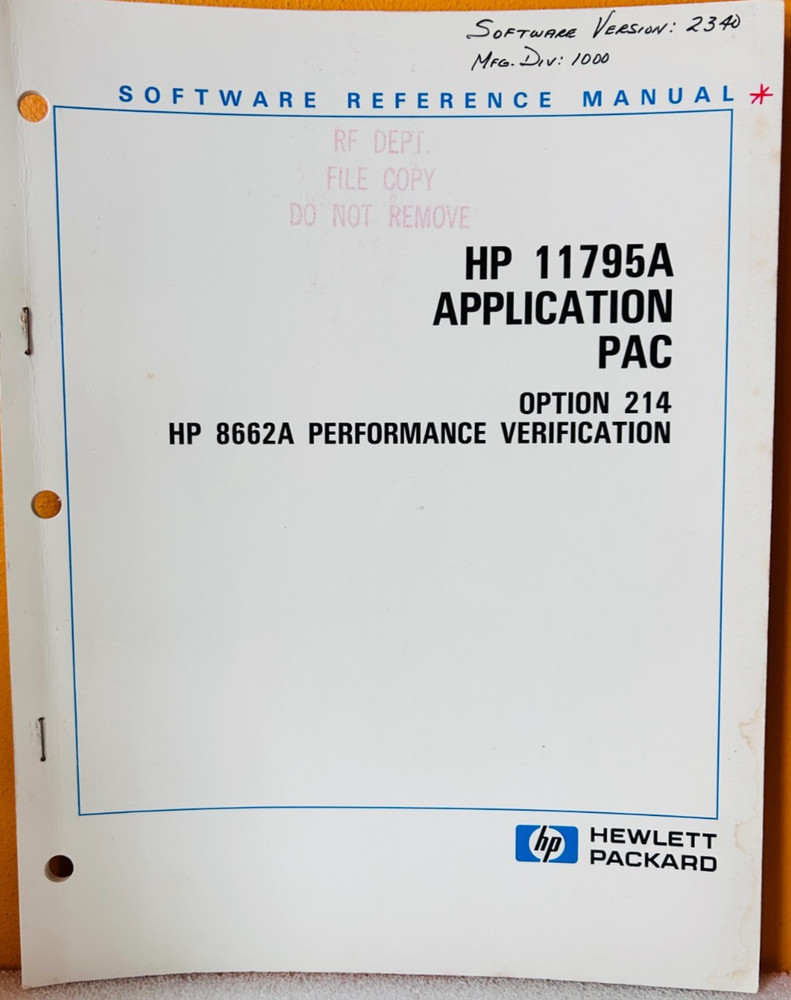 SOFTWARE VERSION: 2340
MFG. DIV: 1000
SOFTWARE REFERENCE MANUAL *
RF DEPT.
FILE COPY
DO NOT REMOVE
HP 11795A
APPLICATION
PAC
OPTION 214
HP 8662A PERFORMANCE VERIFICATION
hp HEWLETT
PACKARD